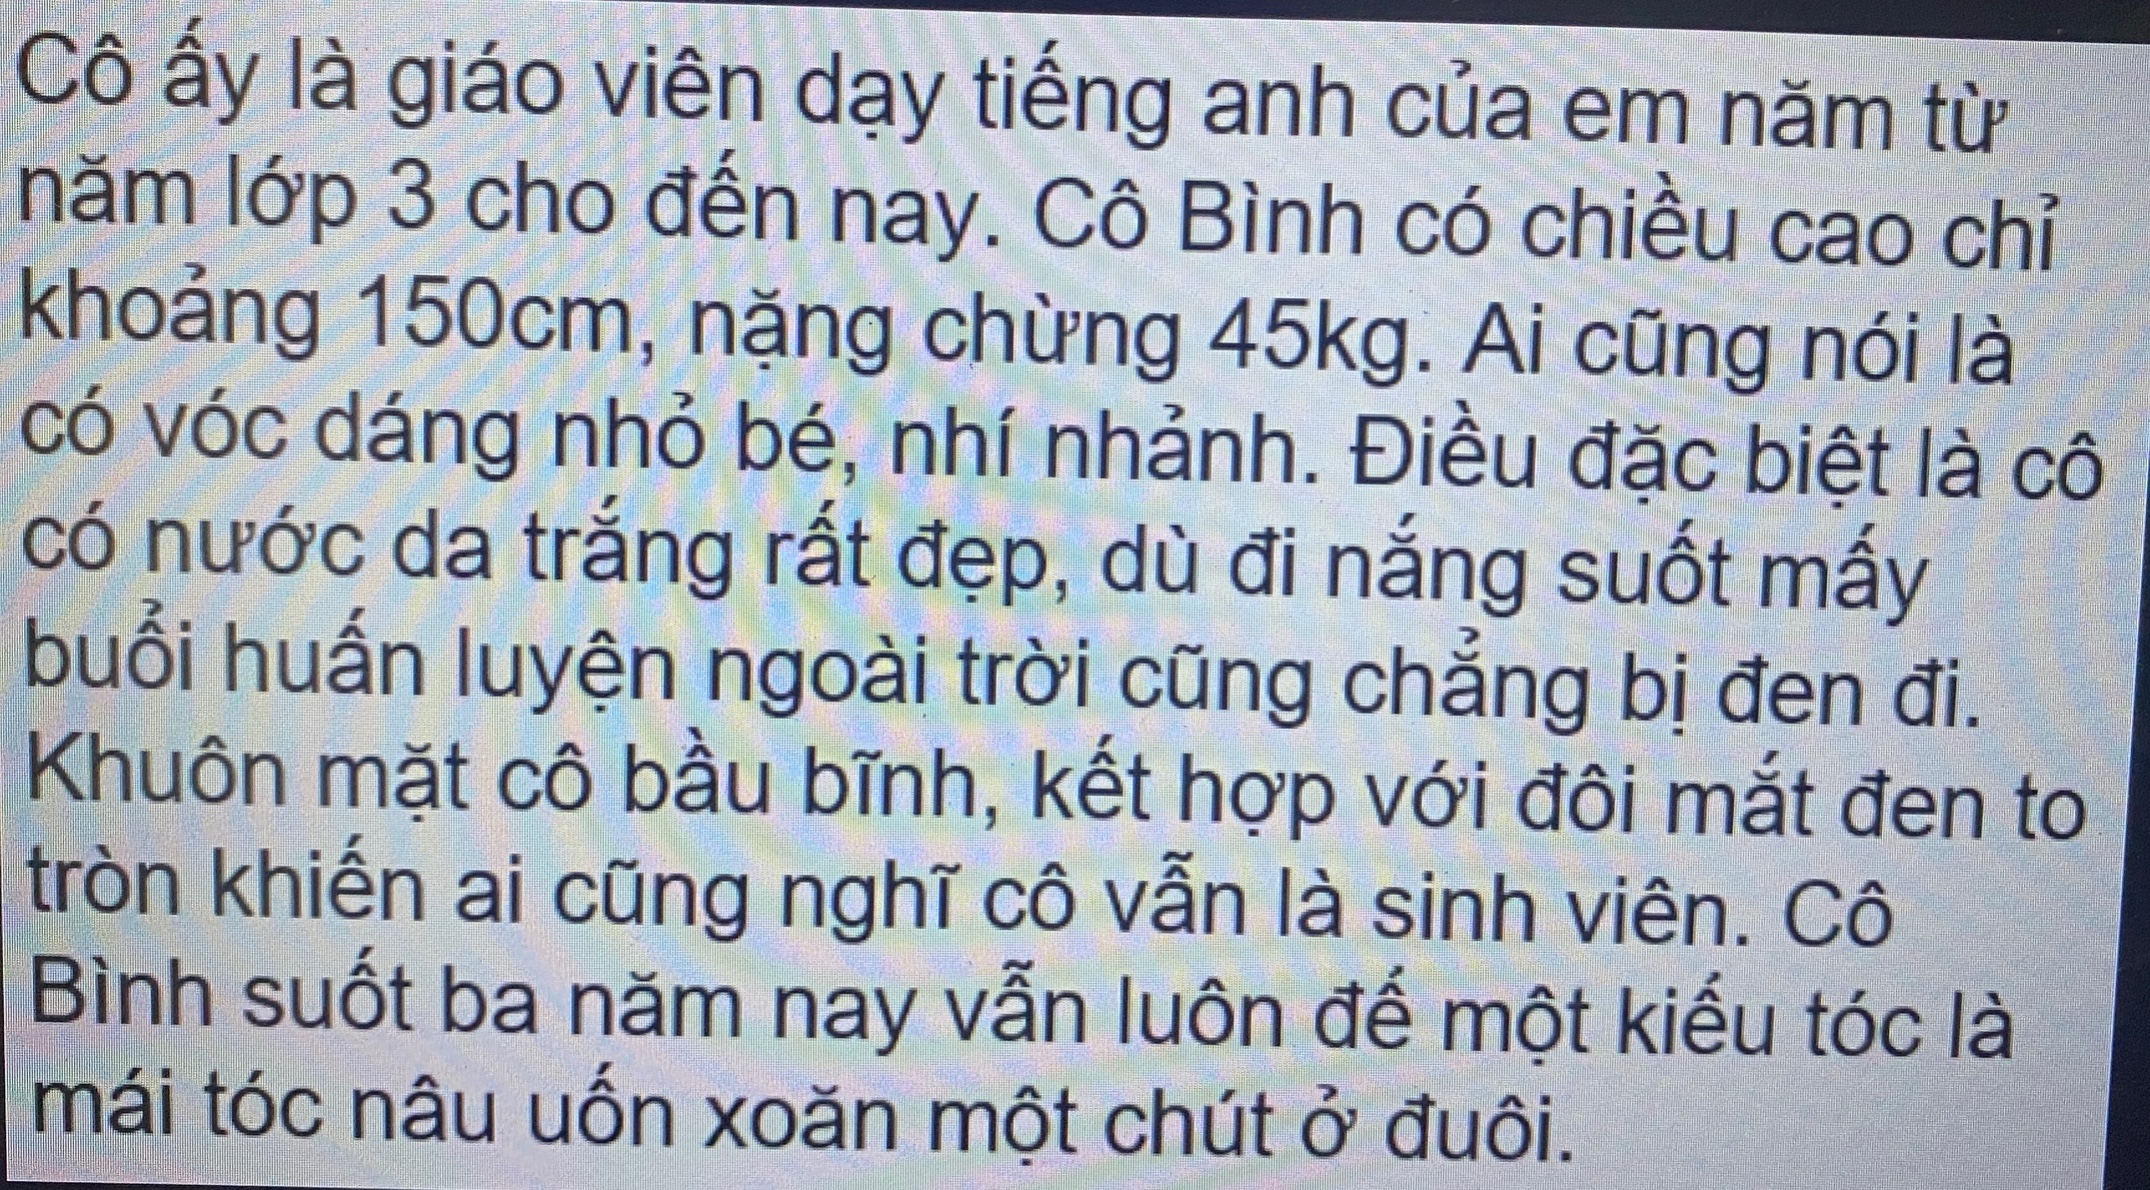 Cô ấy là giáo viên dạy tiếng anh của em năm từ
năm lớp 3 cho đến nay. Cô Bình có chiều cao chỉ
khoảng 150cm, nặng chừng 45kg. Ai cũng nói là
có vóc dáng nhỏ bé, nhí nhảnh. Điều đặc biệt là cô
có nước da trắng rất đẹp, dù đi nắng suốt mấy
buổi huấn luyện ngoài trời cũng chẳng bị đen đi.
Khuôn mặt cô bầu bĩnh, kết hợp với đôi mắt đen to
tròn khiến ai cũng nghĩ cô vẫn là sinh viên. Cô
Bình suốt ba năm nay vẫn luôn để một kiểu tóc là
mái tóc nâu uốn xoăn một chút ở đuôi.